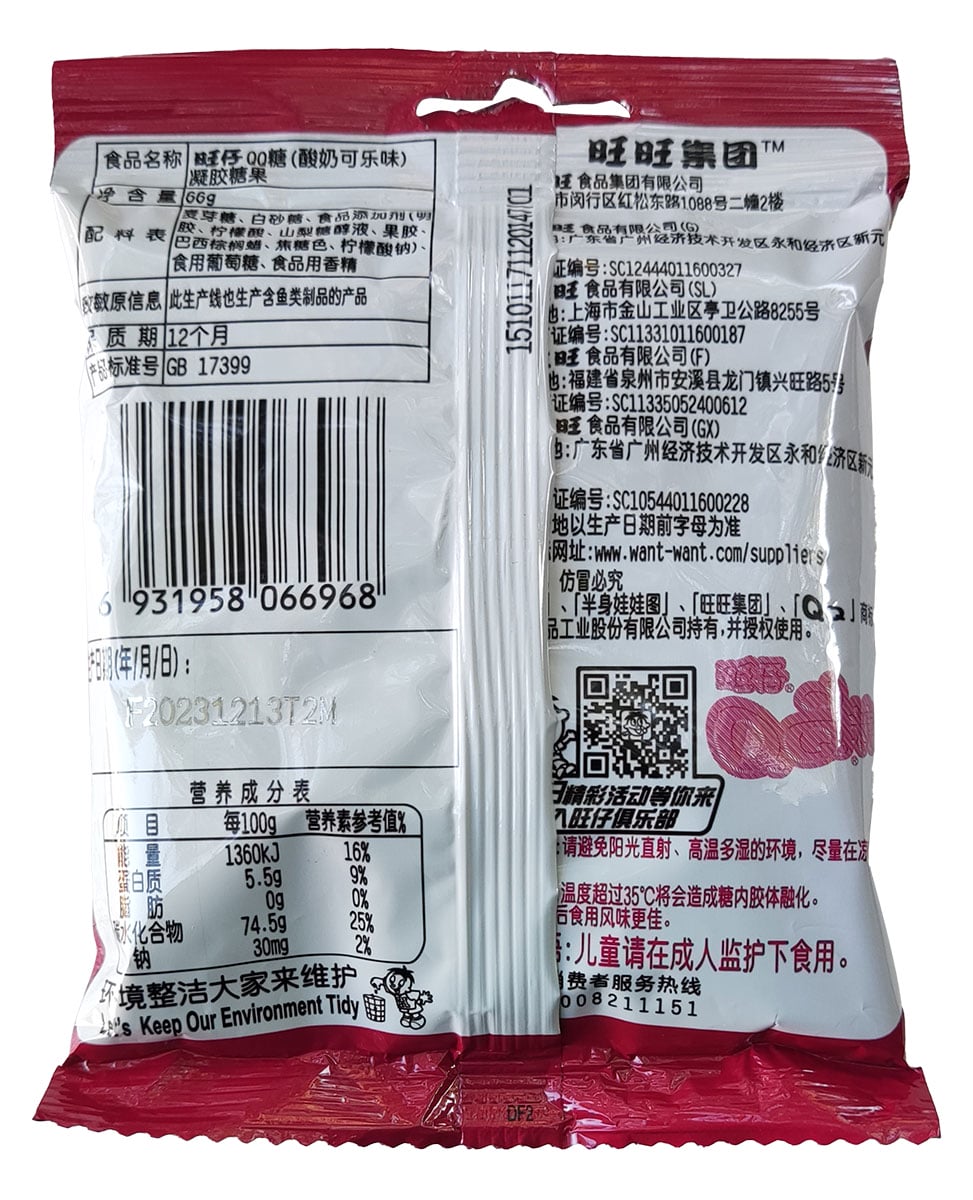 食品名称 旺仔QQ糖(酸奶可乐味)
凝胶糖果
净含量 66g
配料表 麦芽糖、白砂糖、食品添加剂(明
胶、柠檬酸、山梨糖醇液、果胶、
巴西棕榈蜡、焦糖色、柠檬酸钠)、
食用葡萄糖、食品用香精
致敏原信息 此生产线也生产含鱼类制品的产品
质期 12个月
产品标准号 GB 17399
6 931958 066968
产日期(年/月/日):
F20231213T2M
营养成分表
项目 每100g 营养素参考值%
能量 1360KJ 16%
蛋白质 5.5g 9%
脂肪 0g 0%
水化合物 74.5g 25%
钠 30mg 2%
环境整洁大家来维护
Let's Keep Our Environment Tidy
1510117112014701
旺旺集团™
旺食品集团有限公司
市闵行区红松东路1088号二幢2楼
旺食品有限公司(G)
:广东省广州经济技术开发区永和经济区新元
证编号:SC12444011600327
旺食品有限公司(SL)
地:上海市金山工业区亭卫公路8255号
证编号:SC11331011600187
旺食品有限公司(F)
地:福建省泉州市安溪县龙门镇兴旺路5号
证编号:SC11335052400612
旺食品有限公司(GX)
地:广东省广州经济技术开发区永和经济区新元
证编号:SC10544011600228
地以生产日期前字母为准
网址:www.want-want.com/suppliers
仿冒必究
」、「半身娃娃图」、「旺旺集团」、「QQ」商标
品工业股份有限公司持有,并授权使用。
旺仔®
日精彩活动等你来
入旺仔俱乐部
:请避免阳光直射、高温多湿的环境,尽量在凉
温度超过35℃将会造成糖内胶体融化。
后食用风味更佳。
语:儿童请在成人监护下食用。
消费者服务热线
008211151
DF2